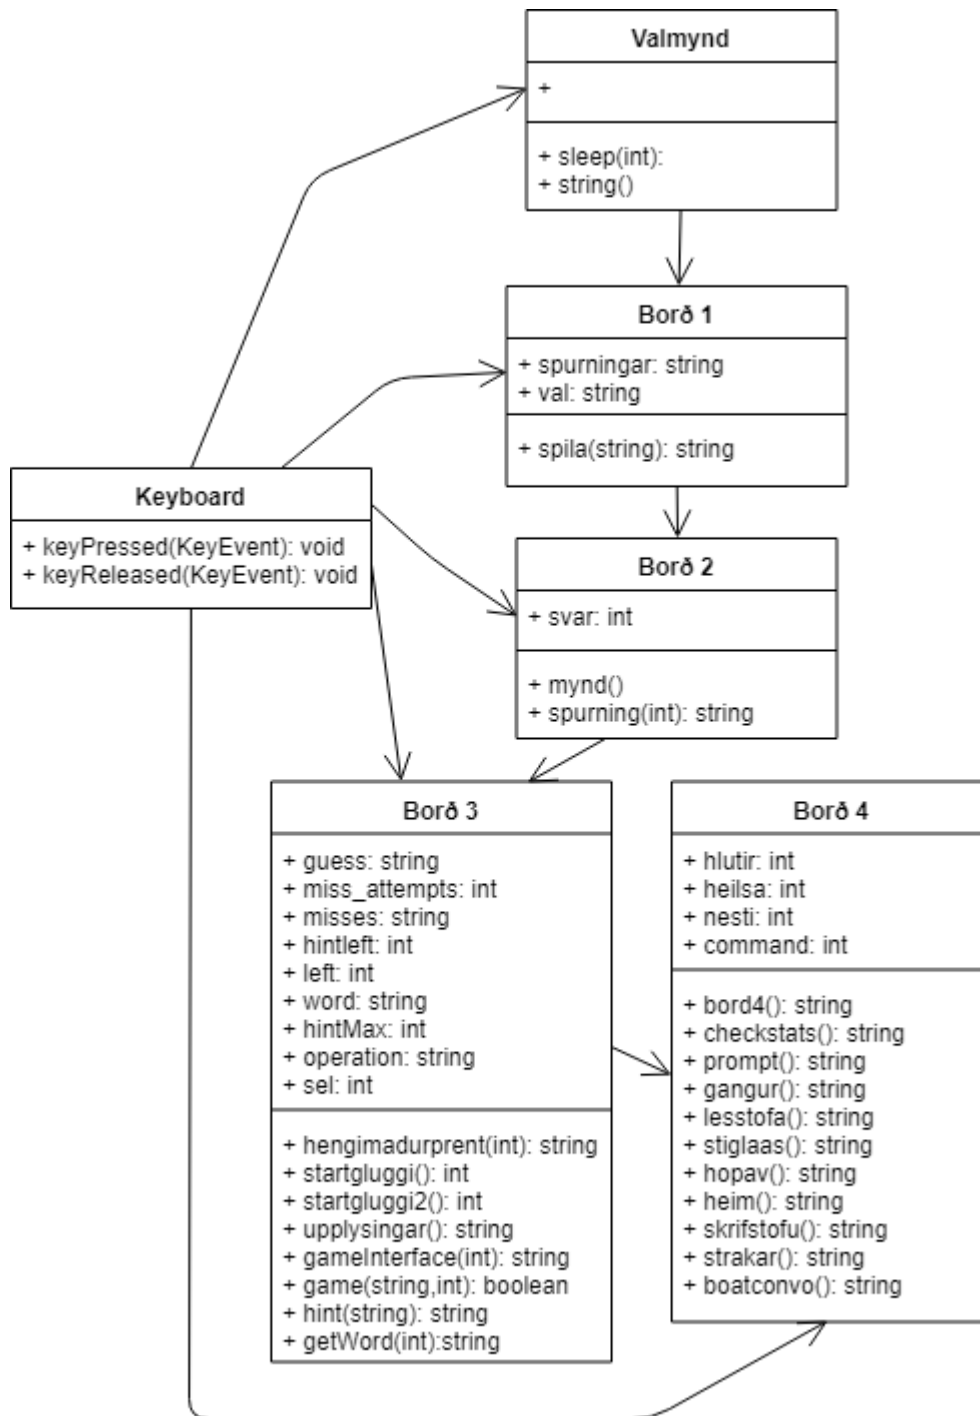 Valmynd
+
+ sleep(int):
+ string()
Borð 1
+ spurningar: string
+ val: string
+ spila(string): string
Keyboard
+ keyPressed(KeyEvent): void
+ keyReleased(KeyEvent): void
Borð 2
+ svar: int
+ mynd()
+ spurning(int): string
Borð 3
+ guess: string
+ miss_attempts: int
+ misses: string
+ hintleft: int
+ left: int
+ word: string
+ hintMax: int
+ operation: string
+ sel: int
+ hengimadurprent(int): string
+ startgluggi(): int
+ startgluggi2(): int
+ upplysingar(): string
+ gameInterface(int): string
+ game(string,int): boolean
+ hint(string): string
+ getWord(int):string
Borð 4
+ hlutir: int
+ heilsa: int
+ nesti: int
+ command: int
+ bord4(): string
+ checkstats(): string
+ prompt(): string
+ gangur(): string
+ lesstofa(): string
+ stiglaas(): string
+ hopav(): string
+ heim(): string
+ skrifstofu(): string
+ strakar(): string
+ boatconvo(): string